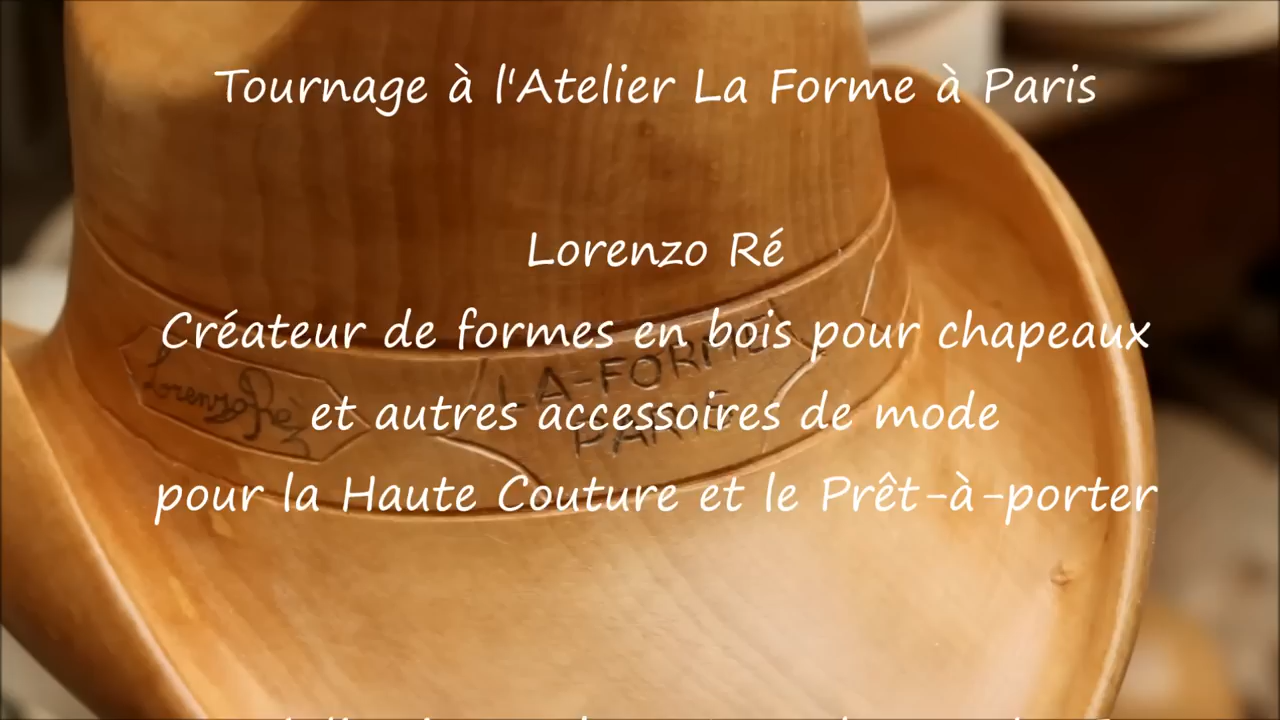 Tournage à l'Atelier La Forme à Paris
Lorenzo Ré
Créateur de formes en bois pour chapeaux
LA-FORME
Lorenzo Ré
et autres accessoires de mode
PARIS
pour la Haute Couture et le Prêt-à-porter